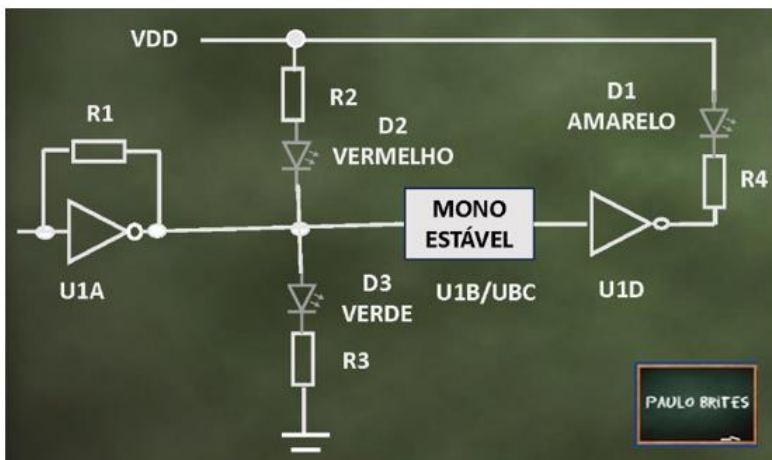 VDD
R1
R2
D2
VERMELHO
D1
AMARELO
R4
MONO
ESTÁVEL
U1A
D3
VERDE
U1B/UBC
U1D
R3
PAULO BRITES